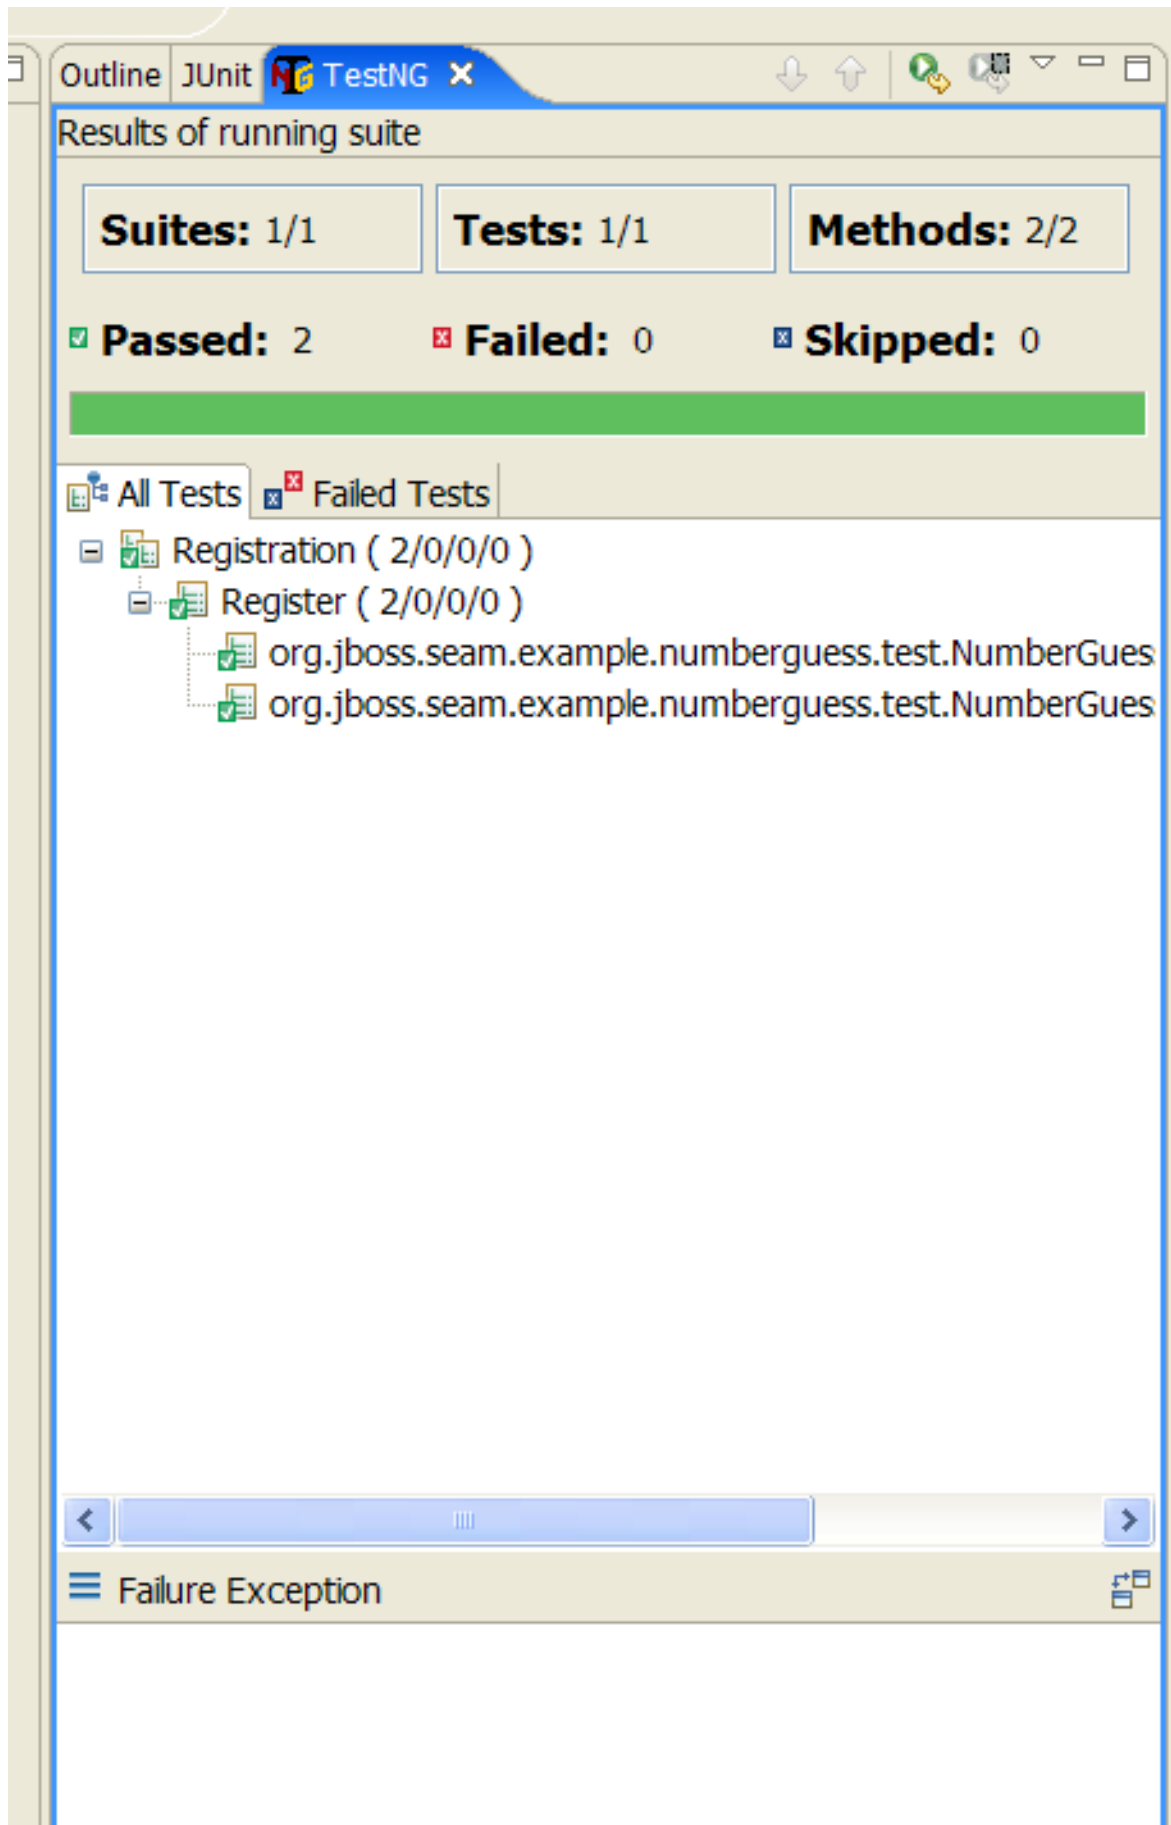 Outline JUnit TestNG
Results of running suite
Suites: 1/1 Tests: 1/1 Methods: 2/2
Passed: 2 Failed: 0 Skipped: 0
All Tests Failed Tests
Registration ( 2/0/0/0 )
Register ( 2/0/0/0 )
org.jboss.seam.example.numberguess.test.NumberGues
org.jboss.seam.example.numberguess.test.NumberGues
Failure Exception